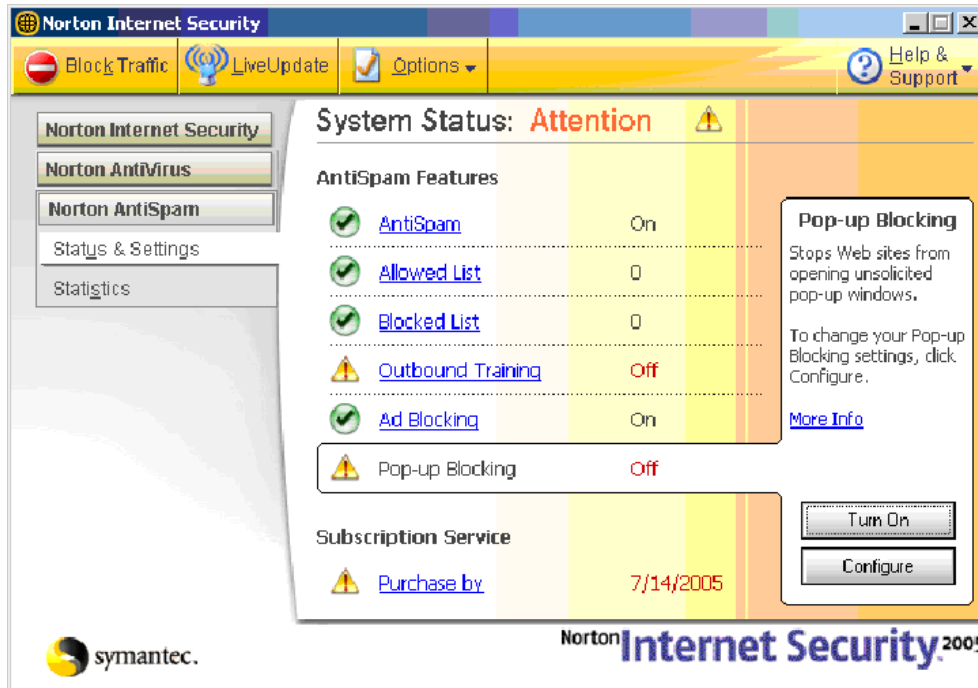 Norton Internet Security
Block Traffic LiveUpdate Options Help &
Support
Norton Internet Security
Norton AntiVirus
Norton AntiSpam
Status & Settings
Statistics
System Status: Attention
AntiSpam Features
AntiSpam On
Allowed List 0
Blocked List 0
Outbound Training Off
Ad Blocking On
Pop-up Blocking Off
Subscription Service
Purchase by 7/14/2005
Pop-up Blocking
Stops Web sites from
opening unsolicited
pop-up windows.
To change your Pop-up
Blocking settings, click
Configure.
More Info
Turn On
Configure
symantec.
Norton Internet Security 2005